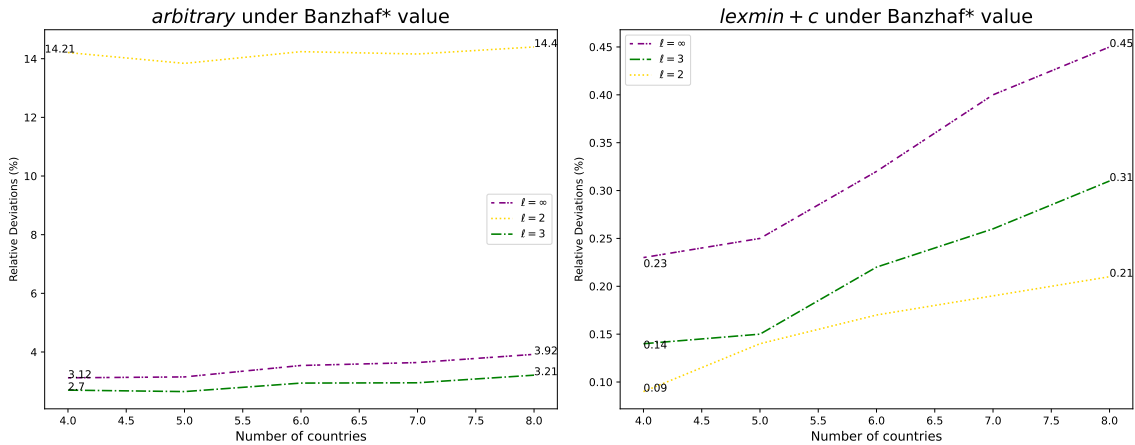 arbitrary under Banzhaf* value
14.21
14.4
14
12
10
8
6
4
Relative Deviations (%)
ℓ = ∞
ℓ = 2
ℓ = 3
3.12
2.7
3.92
3.21
4.0 4.5 5.0 5.5 6.0 6.5 7.0 7.5 8.0
Number of countries
lexmin + c under Banzhaf* value
ℓ = ∞
ℓ = 3
ℓ = 2
0.45
0.40
0.35
0.30
0.25
0.20
0.15
0.10
Relative Deviations (%)
0.45
0.31
0.21
0.23
0.14
0.09
4.0 4.5 5.0 5.5 6.0 6.5 7.0 7.5 8.0
Number of countries